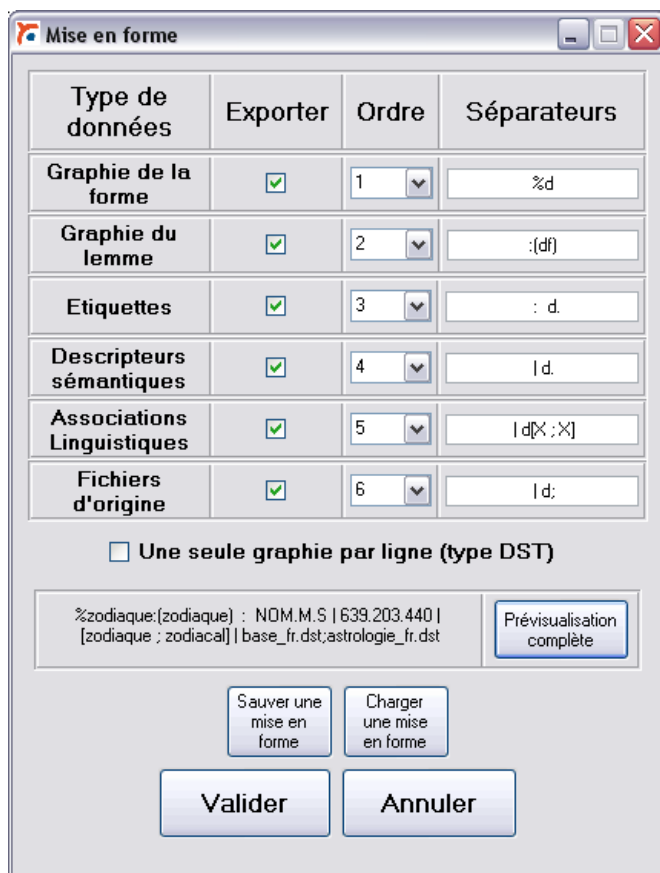 Mise en forme
Type de
données
Exporter
Ordre
Séparateurs
Graphie de la
forme
1
%d
Graphie du
lemme
2
:(df)
Etiquettes
3
: d.
Descripteurs
sémantiques
4
| d.
Associations
Linguistiques
5
| d[X ; X]
Fichiers
d'origine
6
| d;
Une seule graphie par ligne (type DST)
%zodiaque:(zodiaque) : NOM.M.S | 639.203.440 |
[zodiaque ; zodiacal] | base_fr.dst;astrologie_fr.dst
Prévisualisation
complète
Sauver une
mise en
forme
Charger
une mise
en forme
Valider
Annuler